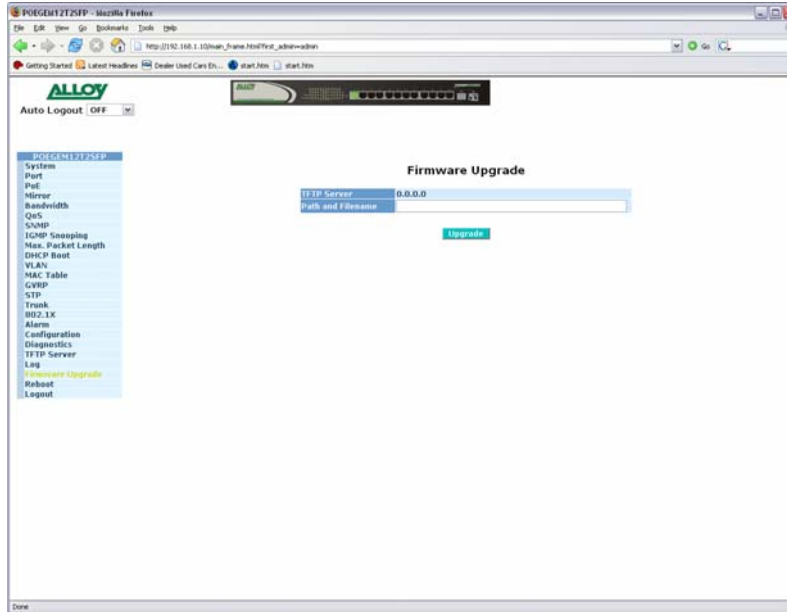 POEGEM12T2SFP - Mozilla Firefox
File Edit View Go Bookmarks Tools Help
http://192.168.1.10/main_frame.html?irst_admin=admin
Go
Getting Started Latest Headlines Dealer Used Cars En... start.htm start.htm
ALLOY
Auto Logout OFF
ALLOY
POEGEM12T2SFP
System
Port
PoE
Mirror
Bandwidth
QoS
SNMP
IGMP Snooping
Max. Packet Length
DHCP Boot
VLAN
MAC Table
GVRP
STP
Trunk
802.1X
Alarm
Configuration
Diagnostics
TFTP Server
Log
Firmware Upgrade
Reboot
Logout
Firmware Upgrade
TFTP Server 0.0.0.0
Path and Filename
Upgrade
Done